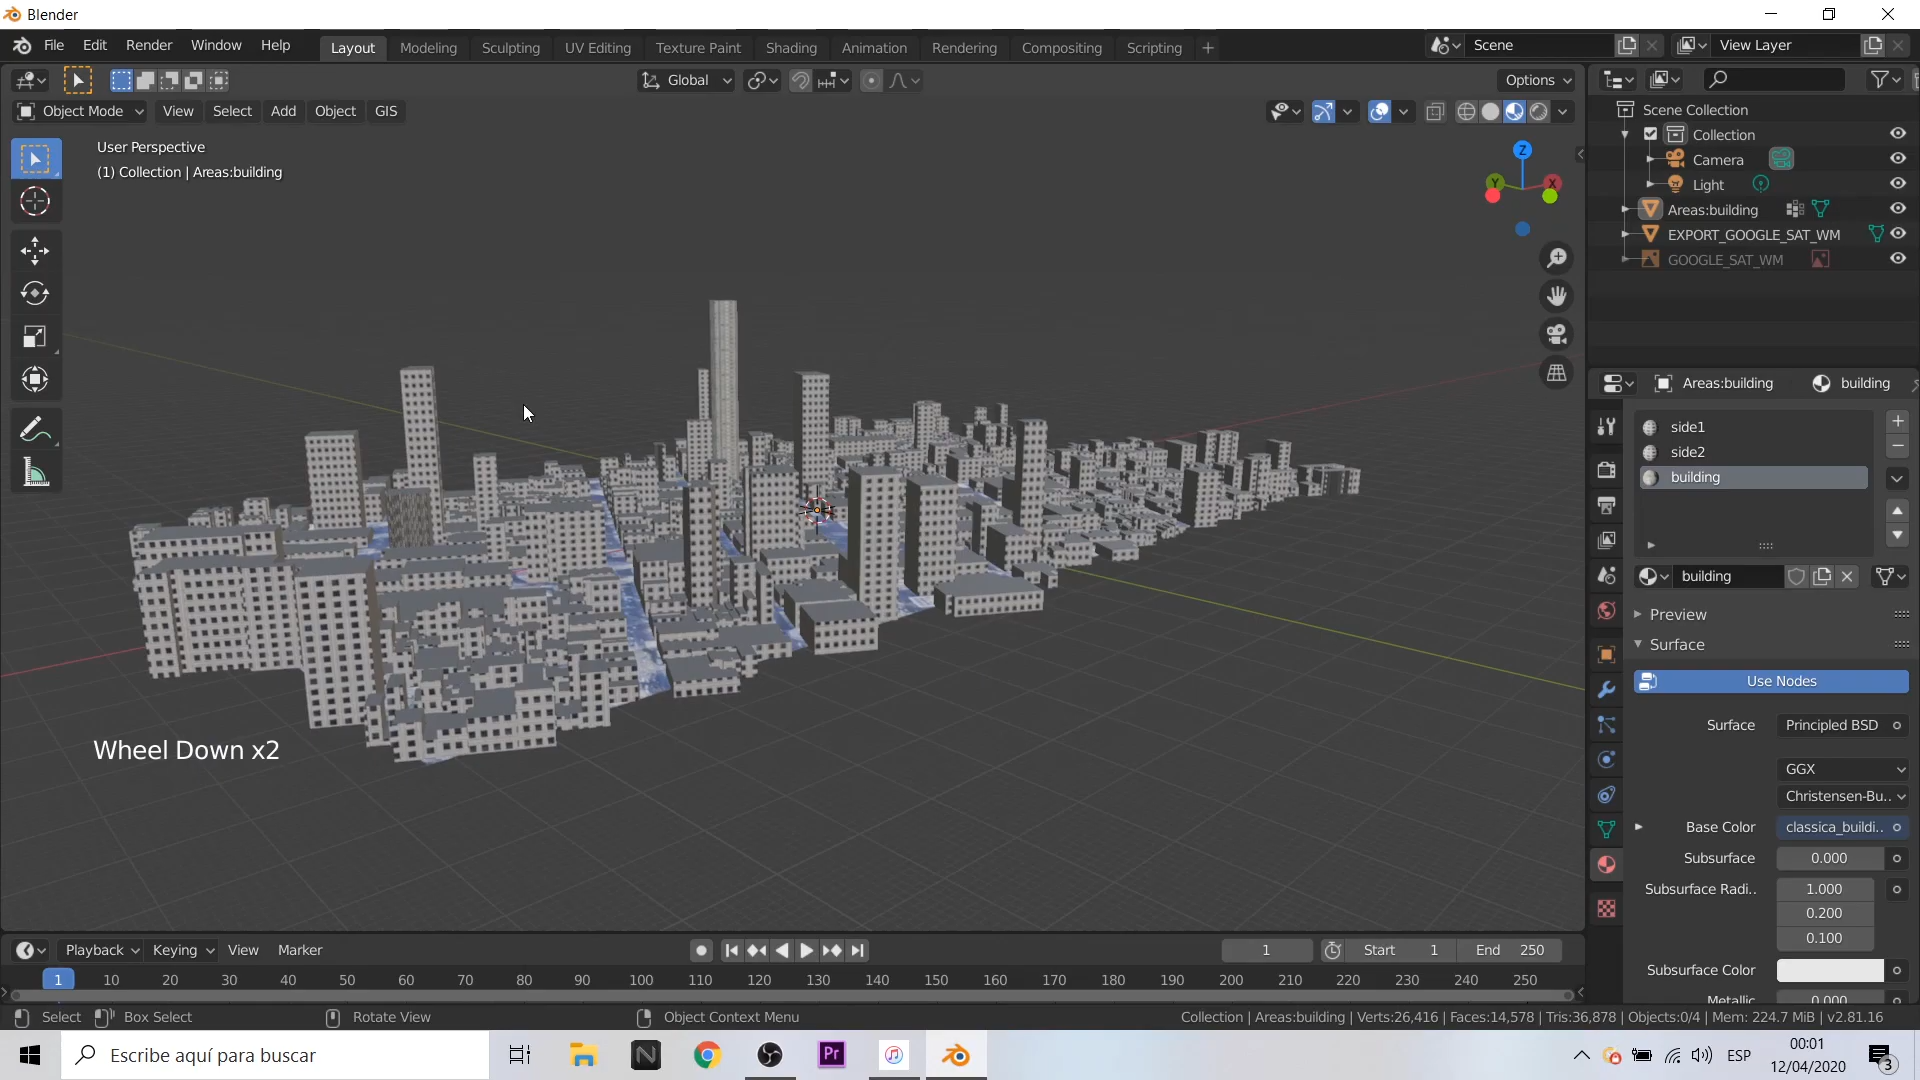 Blender
File Edit Render Window Help
Layout Modeling Sculpting UV Editing Texture Paint Shading Animation Rendering Compositing Scripting +
Scene
View Layer
Global
Options
Object Mode View Select Add Object GIS
User Perspective
(1) Collection | Areas:building
Z
Y
X
Scene Collection
Collection
Camera
Light
Areas:building
EXPORT_GOOGLE_SAT_WM
GOOGLE_SAT_WM
Areas:building building
side1
side2
building
building
Preview
Surface
Use Nodes
Surface Principled BSD
GGX
Christensen-Bu..
Base Color classica_buildi..
Subsurface 0.000
Subsurface Radi.. 1.000
0.200
0.100
Subsurface Color
Metallic 0.000
Wheel Down x2
Playback Keying View Marker
1 Start 1 End 250
1 10 20 30 40 50 60 70 80 90 100 110 120 130 140 150 160 170 180 190 200 210 220 230 240 250
Select Box Select Rotate View Object Context Menu
Collection | Areas:building | Verts:26,416 | Faces:14,578 | Tris:36,878 | Objects:0/4 | Mem: 224.7 MiB | v2.81.16
Escribe aquí para buscar
N
Pr
ESP
00:01
12/04/2020
3